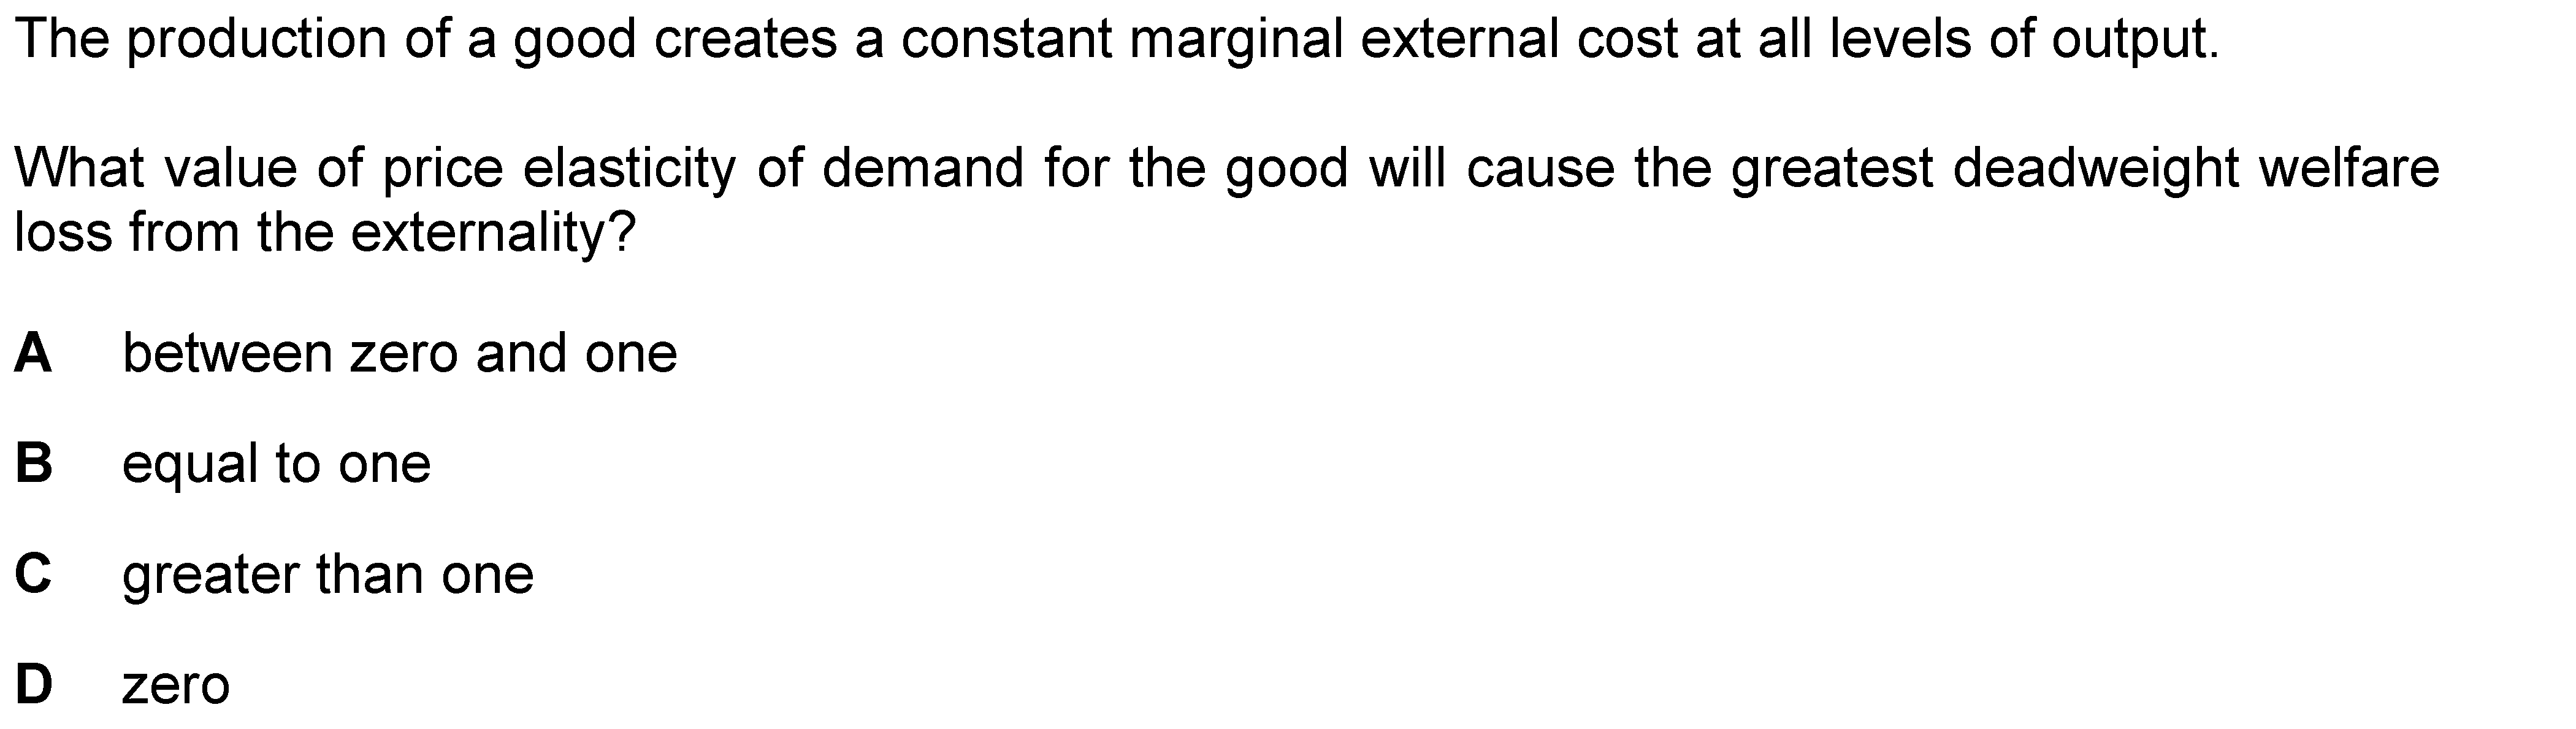 The production of a good creates a constant marginal external cost at all levels of output.
What value of price elasticity of demand for the good will cause the greatest deadweight welfare
loss from the externality?
A between zero and one
B equal to one
C greater than one
D zero